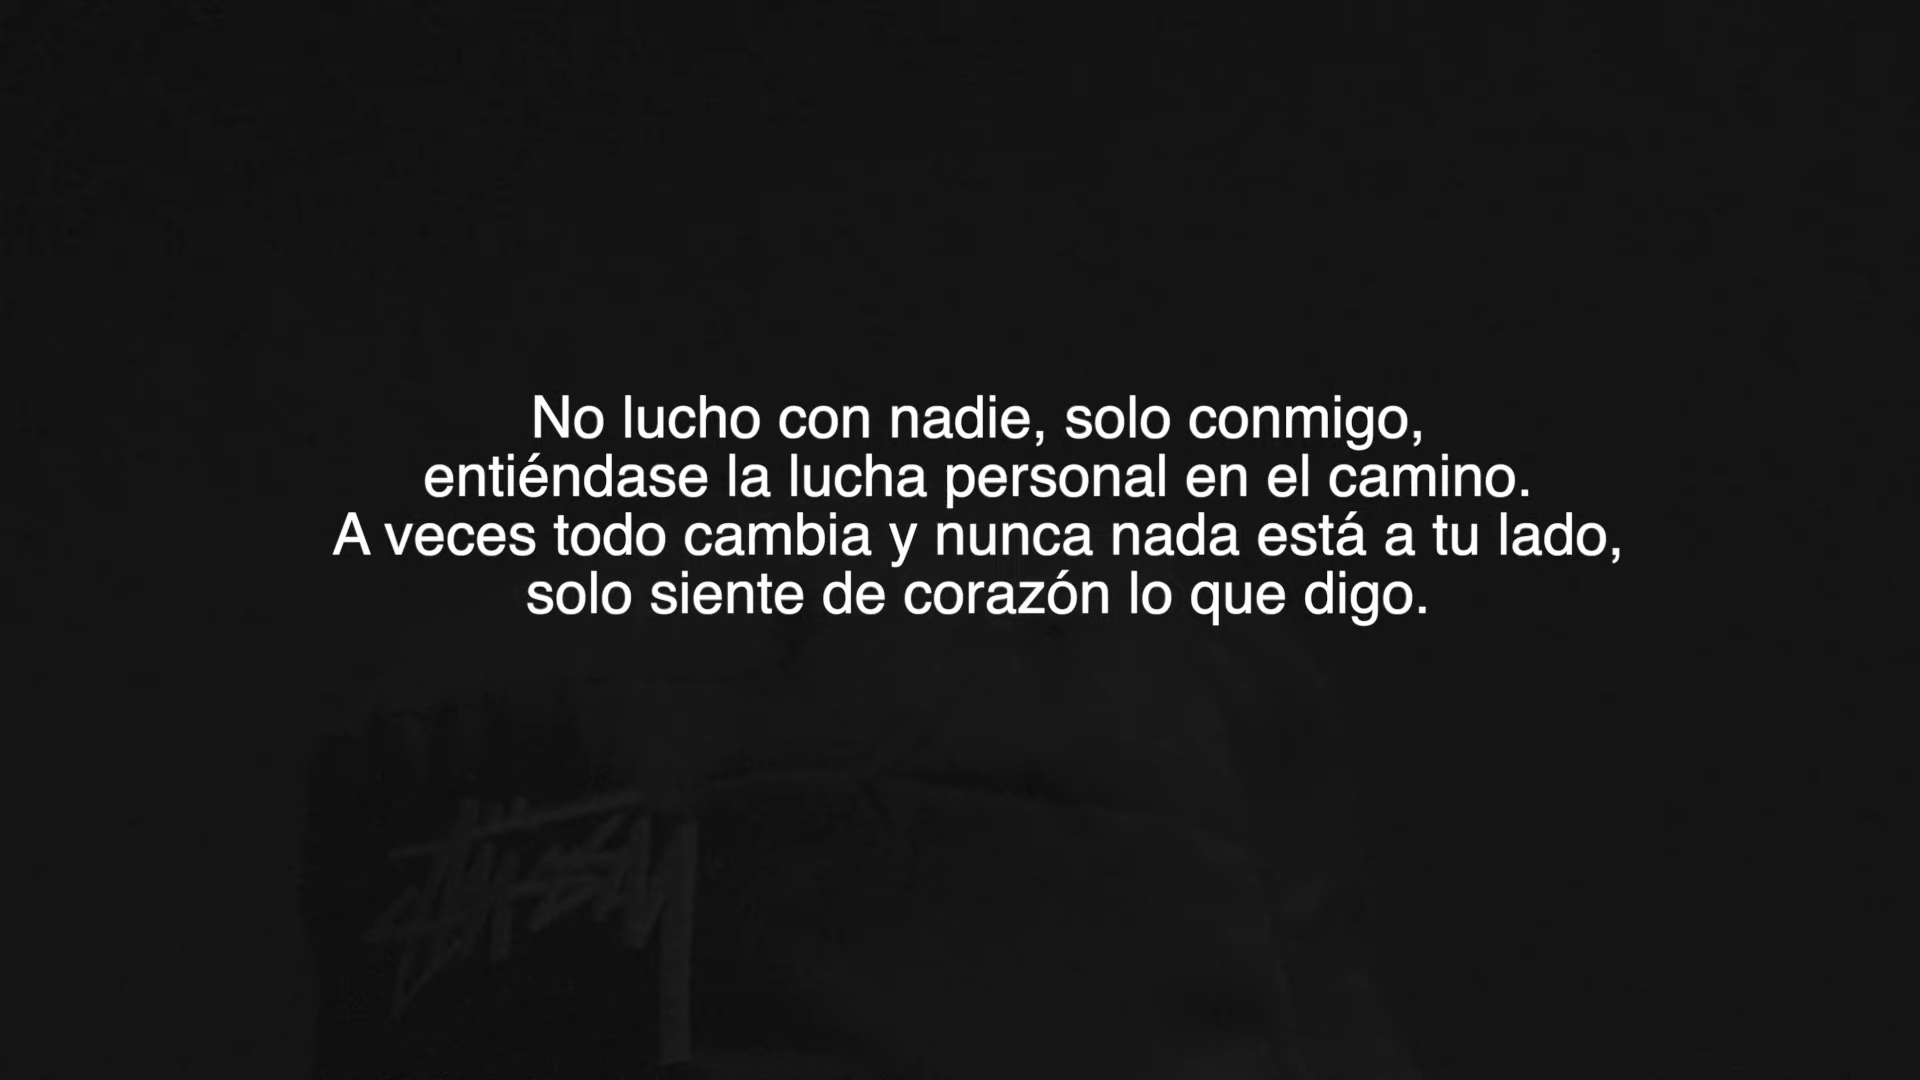 No lucho con nadie, solo conmigo,
entiéndase la lucha personal en el camino.
A veces todo cambia y nunca nada está a tu lado,
solo siente de corazón lo que digo.